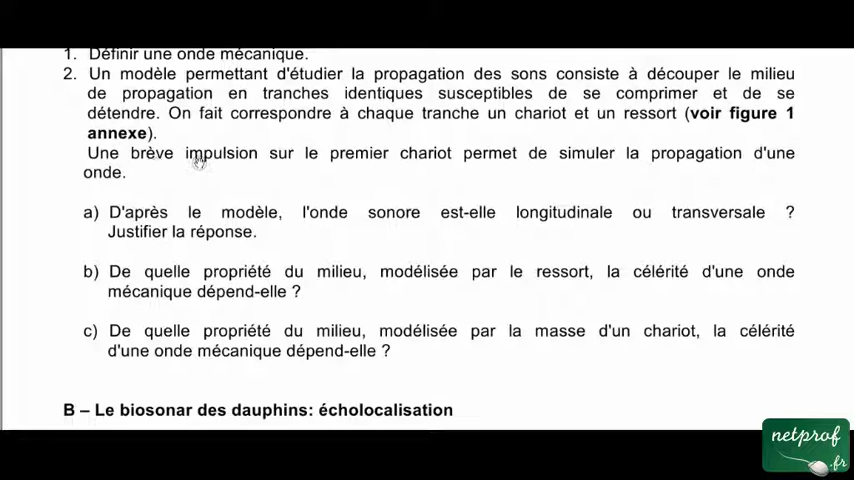 1. Définir une onde mécanique.
2. Un modèle permettant d'étudier la propagation des sons consiste à découper le milieu
de propagation en tranches identiques susceptibles de se comprimer et de se
détendre. On fait correspondre à chaque tranche un chariot et un ressort (voir figure 1
annexe).
Une brève impulsion sur le premier chariot permet de simuler la propagation d'une
onde.
a) D'après le modèle, l'onde sonore est-elle longitudinale ou transversale ?
Justifier la réponse.
b) De quelle propriété du milieu, modélisée par le ressort, la célérité d'une onde
mécanique dépend-elle ?
c) De quelle propriété du milieu, modélisée par la masse d'un chariot, la célérité
d'une onde mécanique dépend-elle ?
B – Le biosonar des dauphins: écholocalisation
netprof
.fr